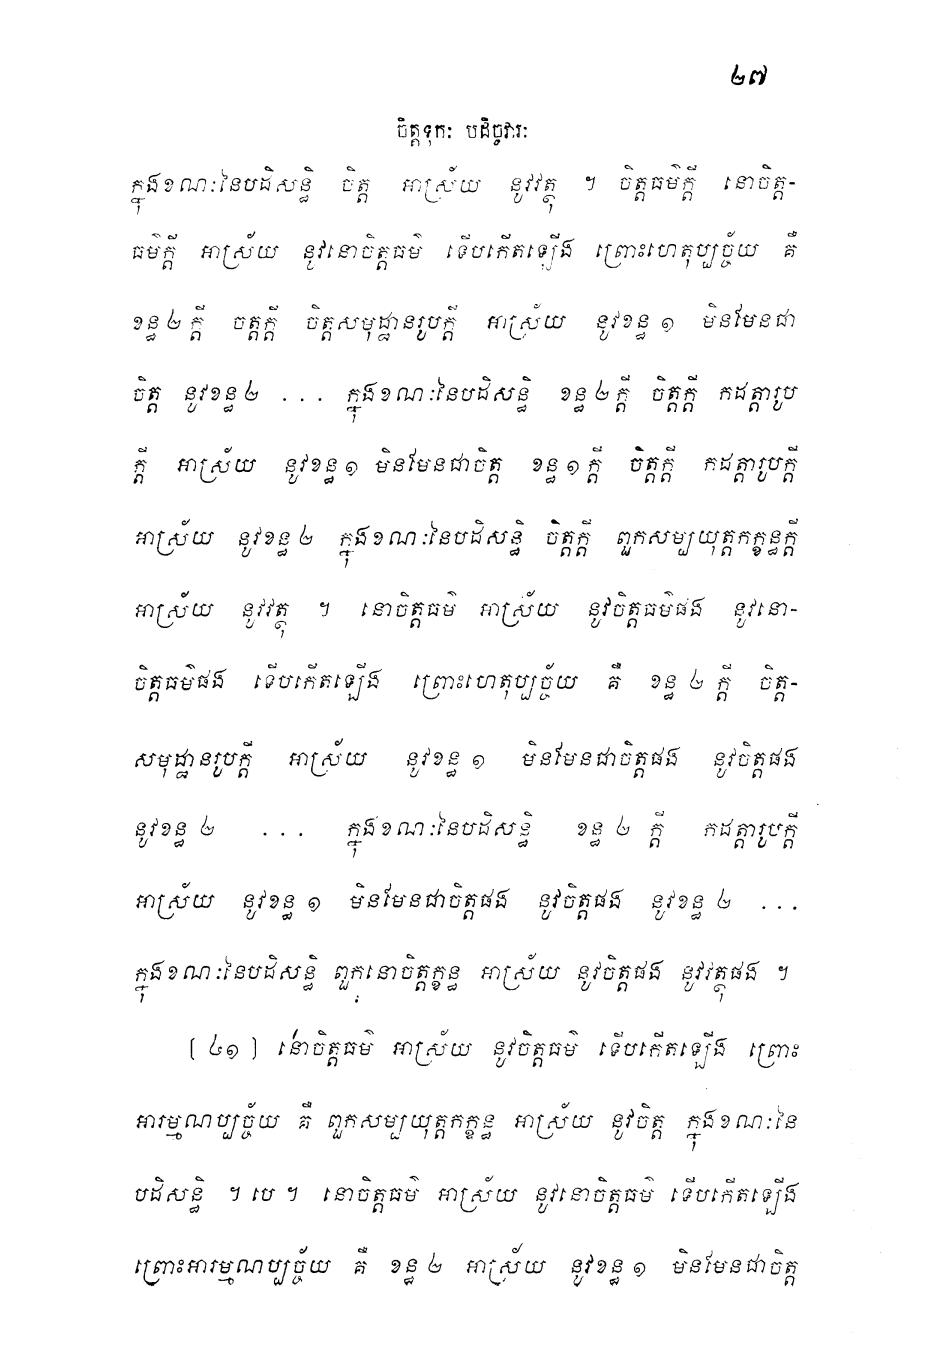 ២៧
ចិត្តទុកៈ បដិច្ចវារៈ
ក្នុងខណៈនៃបដិសន្ធិ ចិត្ត អាស្រ័យ នូវវត្ថុ ។ ចិត្តធម៌ក្តី នោចិត្ត-
ធម៌ក្តី អាស្រ័យ នូវនោចិត្តធម៌ ទើបកើតឡើង ព្រោះហេតុប្បច្ច័យ គឺ
ខន្ធ២ ក្តី ចត្តក្តី ចិត្តសមុដ្ឋានរូបក្តី អាស្រ័យ នូវខន្ធ ១ មិនមែនជា
ចិត្ត នូវខន្ធ២ ... ក្នុងខណៈនៃបដិសន្ធិ ខន្ធ២ក្តី ចិត្តក្តី កដត្តារូប
ក្តី អាស្រ័យ នូវខន្ធ១ មិនមែនជាចិត្ត ខន្ធ១ក្តី ចិត្តក្តី កដត្តារូបក្តី
អាស្រ័យ នូវខន្ធ ២ ក្នុងខណៈនៃបដិសន្ធិ ចិត្តក្តី ពួកសម្បយុត្តកក្ខន្ធក្តី
អាស្រ័យ នូវវត្ថុ ។ នោចិត្តធម៌ អាស្រ័យ នូវចិត្តធម៌ផង នូវនោ-
ចិត្តធម៌ផង ទើបកើតឡើង ព្រោះហេតុប្បច្ច័យ គឺ ខន្ធ ២ ក្តី ចិត្ត-
សមុដ្ឋានរូបក្តី អាស្រ័យ នូវខន្ធ ១ មិនមែនជាចិត្តផង នូវចិត្តផង
នូវខន្ធ ២ ... ក្នុងខណៈនៃបដិសន្ធិ ខន្ធ ២ ក្តី កដត្តារូបក្តី
អាស្រ័យ នូវខន្ធ ១ មិនមែនជាចិត្តផង នូវចិត្តផង នូវខន្ធ ២ ...
ក្នុងខណៈនៃបដិសន្ធិ ពួកនោចិត្តក្ខន្ធ អាស្រ័យ នូវចិត្តផង នូវវត្ថុផង ។
[ ៤១ ] នោចិត្តធម៌ អាស្រ័យ នូវចិត្តធម៌ ទើបកើតឡើង ព្រោះ
អារម្មណប្បច្ច័យ គឺ ពួកសម្បយុត្តកក្ខន្ធ អាស្រ័យ នូវចិត្ត ក្នុងខណៈនៃ
បដិសន្ធិ ។ បេ ។ នោចិត្តធម៌ អាស្រ័យ នូវនោចិត្តធម៌ ទើបកើតឡើង
ព្រោះអារម្មណប្បច្ច័យ គឺ ខន្ធ ២ អាស្រ័យ នូវខន្ធ ១ មិនមែនជាចិត្ត